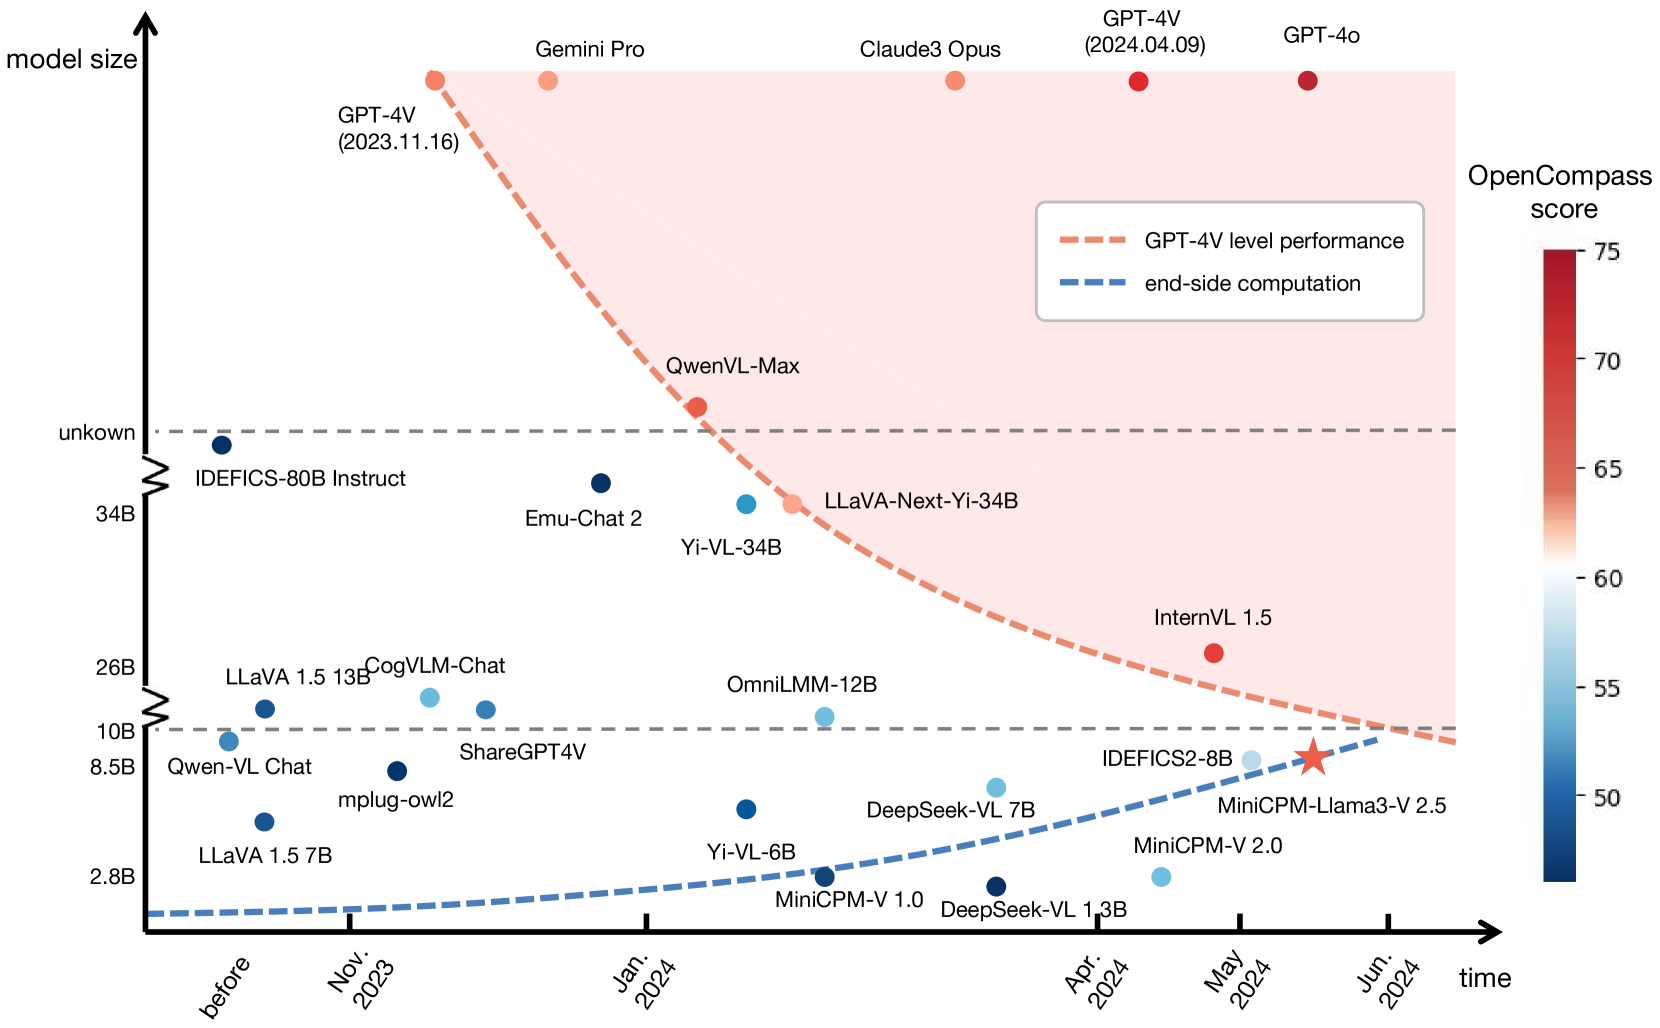 model size
Gemini Pro
Claude3 Opus
GPT-4V
(2024.04.09)
GPT-4o
GPT-4V
(2023.11.16)
OpenCompass
score
GPT-4V level performance
end-side computation
75
70
65
60
55
50
QwenVL-Max
unkown
IDEFICS-80B Instruct
34B
Emu-Chat 2
Yi-VL-34B
LLaVA-Next-Yi-34B
InternVL 1.5
26B
LLaVA 1.5 13B
CogVLM-Chat
OmniLMM-12B
10B
8.5B
Qwen-VL Chat
ShareGPT4V
mplug-owl2
IDEFICS2-8B
DeepSeek-VL 7B
MiniCPM-Llama3-V 2.5
LLaVA 1.5 7B
Yi-VL-6B
MiniCPM-V 2.0
2.8B
MiniCPM-V 1.0
DeepSeek-VL 1.3B
before
Nov.
2023
Jan.
2024
Apr.
2024
May
2024
Jun.
2024
time